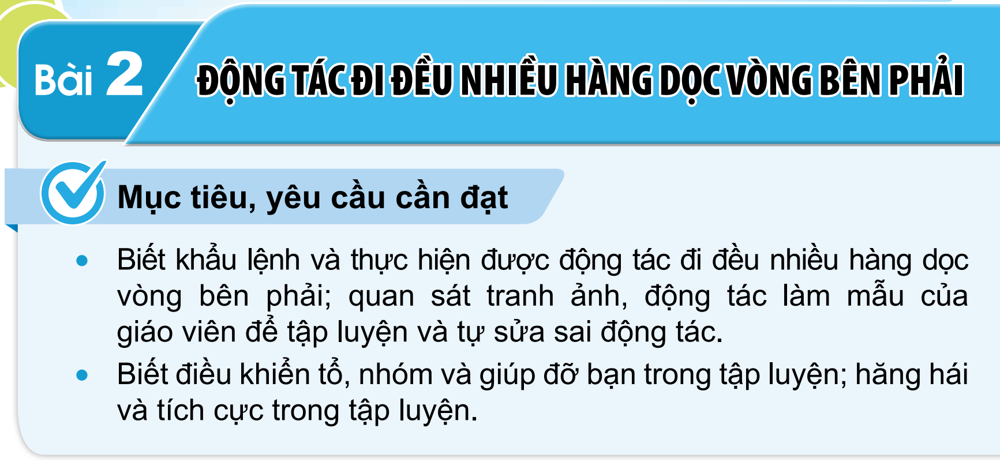 Bài 2
ĐỘNG TÁC ĐI ĐỀU NHIỀU HÀNG DỌC VÒNG BÊN PHẢI
Mục tiêu, yêu cầu cần đạt
• Biết khẩu lệnh và thực hiện được động tác đi đều nhiều hàng dọc
vòng bên phải; quan sát tranh ảnh, động tác làm mẫu của
giáo viên để tập luyện và tự sửa sai động tác.
• Biết điều khiển tổ, nhóm và giúp đỡ bạn trong tập luyện; hăng hái
và tích cực trong tập luyện.